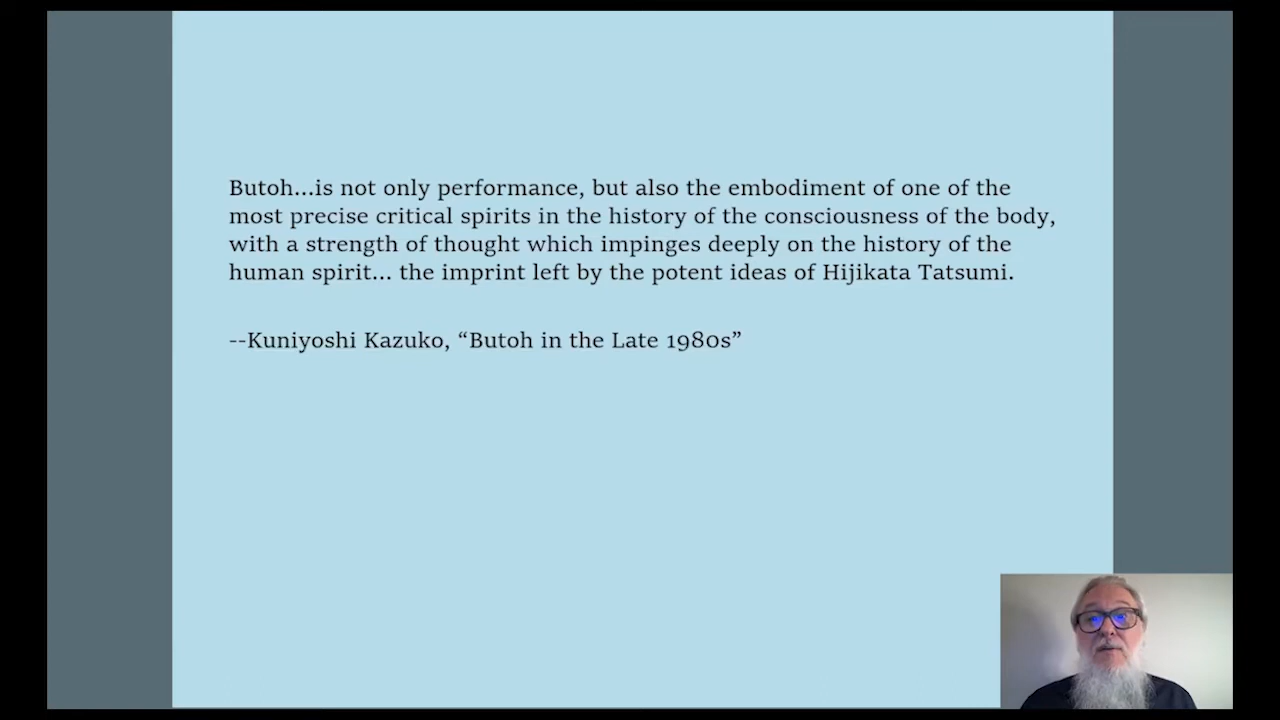 Butoh...is not only performance, but also the embodiment of one of the
most precise critical spirits in the history of the consciousness of the body,
with a strength of thought which impinges deeply on the history of the
human spirit... the imprint left by the potent ideas of Hijikata Tatsumi.
--Kuniyoshi Kazuko, “Butoh in the Late 1980s”